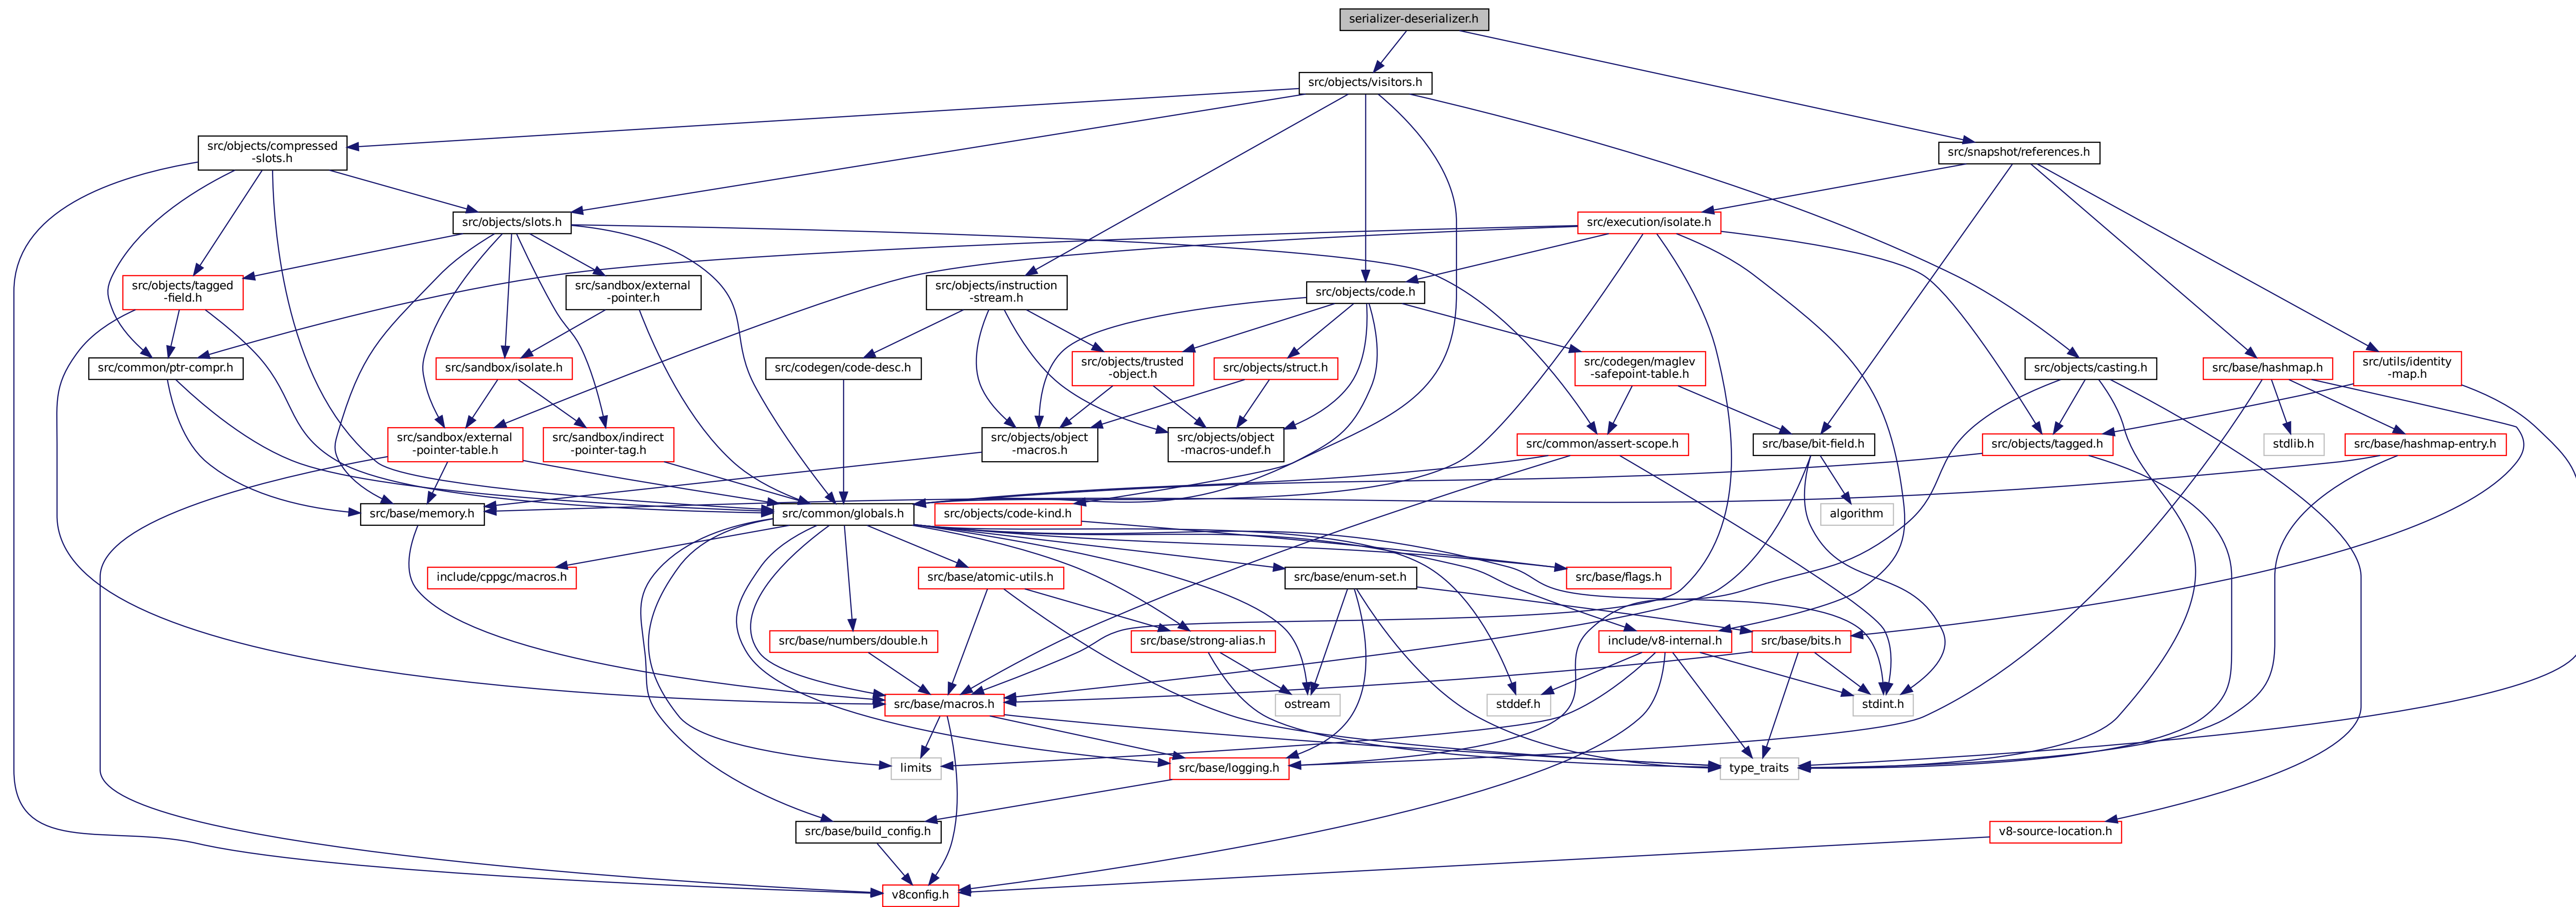 serializer-deserializer.h
src/objects/visitors.h
src/objects/compressed
-slots.h
src/snapshot/references.h
src/objects/slots.h
src/execution/isolate.h
src/objects/tagged
-field.h
src/sandbox/external
-pointer.h
src/objects/instruction
-stream.h
src/objects/code.h
src/common/ptr-compr.h
src/sandbox/isolate.h
src/codegen/code-desc.h
src/objects/trusted
-object.h
src/objects/struct.h
src/codegen/maglev
-safepoint-table.h
src/objects/casting.h
src/base/hashmap.h
src/utils/identity
-map.h
src/sandbox/external
-pointer-table.h
src/sandbox/indirect
-pointer-tag.h
src/objects/object
-macros.h
src/objects/object
-macros-undef.h
src/common/assert-scope.h
src/base/bit-field.h
src/objects/tagged.h
stdlib.h
src/base/hashmap-entry.h
src/base/memory.h
src/common/globals.h
src/objects/code-kind.h
algorithm
include/cppgc/macros.h
src/base/atomic-utils.h
src/base/enum-set.h
src/base/flags.h
src/base/numbers/double.h
src/base/strong-alias.h
include/v8-internal.h
src/base/bits.h
src/base/macros.h
ostream
stddef.h
stdint.h
limits
src/base/logging.h
type_traits
src/base/build_config.h
v8-source-location.h
v8config.h